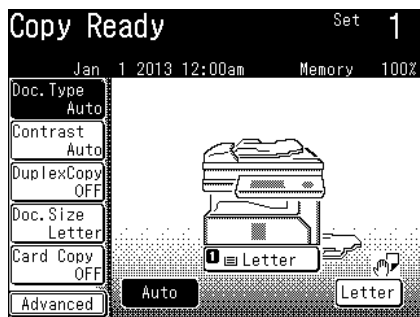 Copy Ready Set 1
Jan 1 2013 12:00am Memory 100%
Doc.Type
Auto
Contrast
Auto
DuplexCopy
OFF
Doc.Size
Letter
Card Copy
OFF
Advanced
1 Letter
Auto
Letter